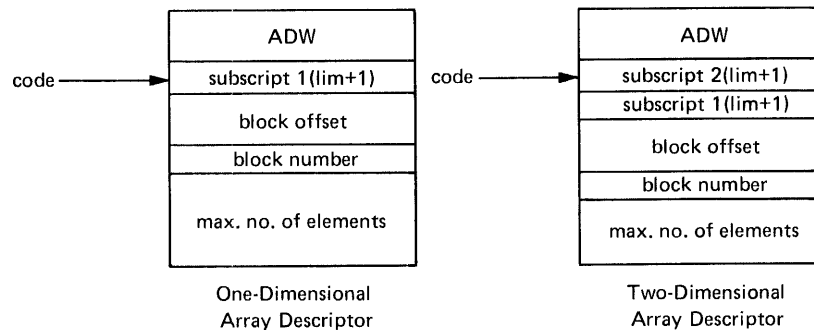 ADW
code
subscript 1(lim+1)
block offset
block number
max. no. of elements
One-Dimensional
Array Descriptor
ADW
code
subscript 2(lim+1)
subscript 1(lim+1)
block offset
block number
max. no. of elements
Two-Dimensional
Array Descriptor